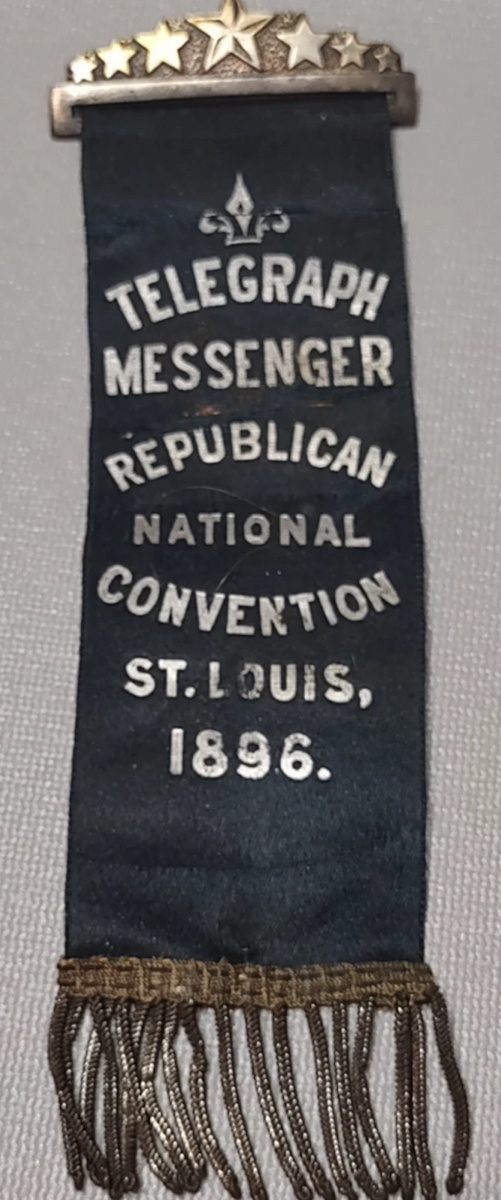 TELEGRAPH
MESSENGER
REPUBLICAN
NATIONAL
CONVENTION
ST. LOUIS,
1896.